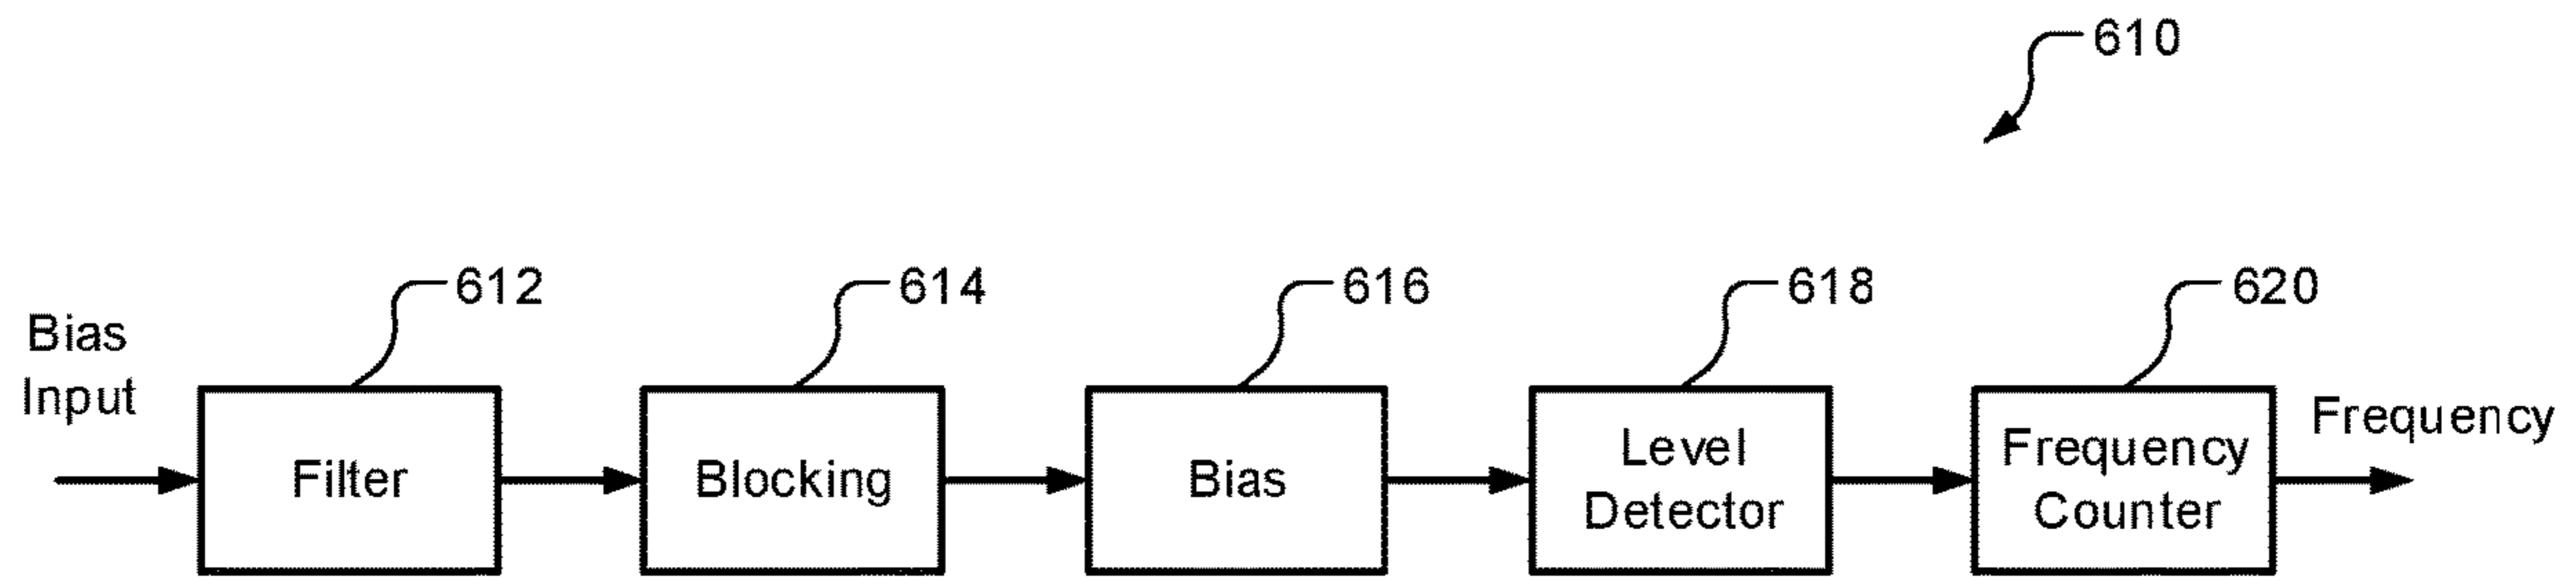 610
612
614
616
618
620
Bias
Input
Filter
Blocking
Bias
Level
Detector
Frequency
Counter
Frequency